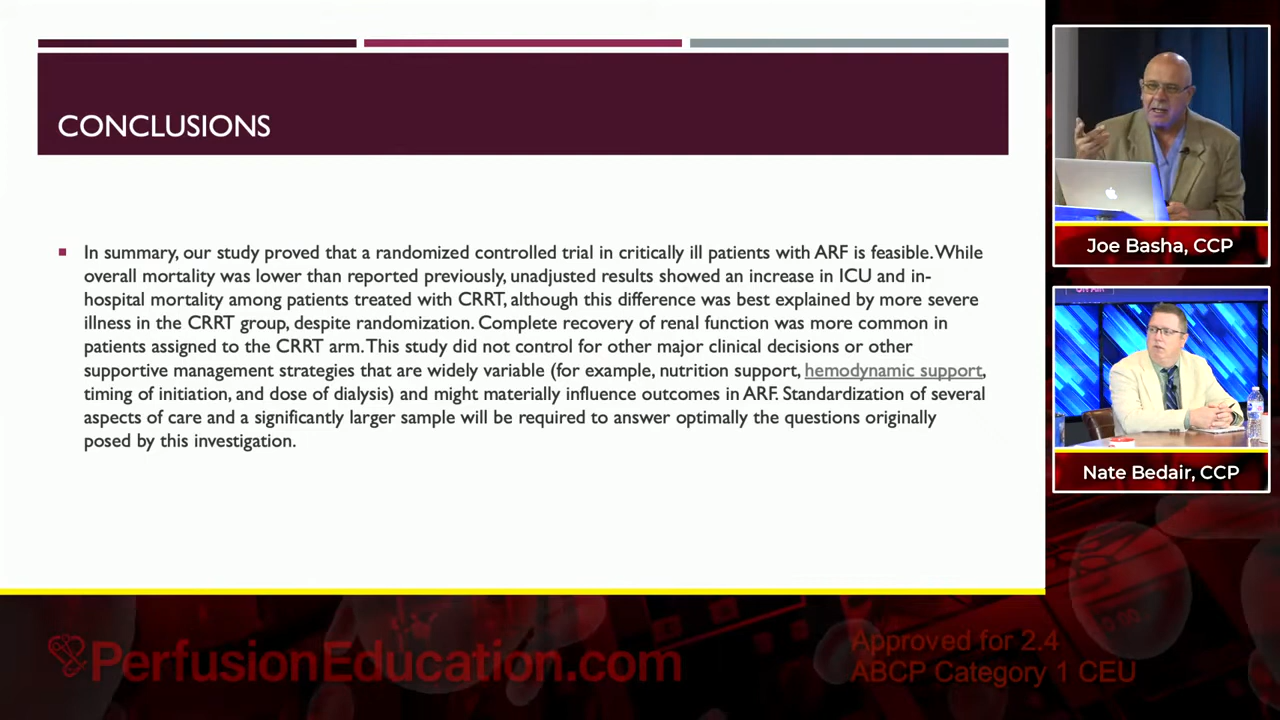 CONCLUSIONS
In summary, our study proved that a randomized controlled trial in critically ill patients with ARF is feasible. While
overall mortality was lower than reported previously, unadjusted results showed an increase in ICU and in-
hospital mortality among patients treated with CRRT, although this difference was best explained by more severe
illness in the CRRT group, despite randomization. Complete recovery of renal function was more common in
patients assigned to the CRRT arm. This study did not control for other major clinical decisions or other
supportive management strategies that are widely variable (for example, nutrition support, hemodynamic support,
timing of initiation, and dose of dialysis) and might materially influence outcomes in ARF. Standardization of several
aspects of care and a significantly larger sample will be required to answer optimally the questions originally
posed by this investigation.
Joe Basha, CCP
ON AIR
Nate Bedair, CCP
PerfusionEducation.com
Approved for 2.4
ABCP Category 1 CEU